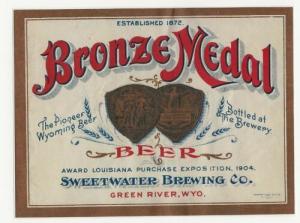 ESTABLISHED 1872.
Bronze Medal
The Pioneer
Wyoming Beer
Bottled at
The Brewery.
BEER
AWARD LOUISIANA PURCHASE EXPOSITION, 1904.
SWEETWATER BREWING CO.
GREEN RIVER, WYO.